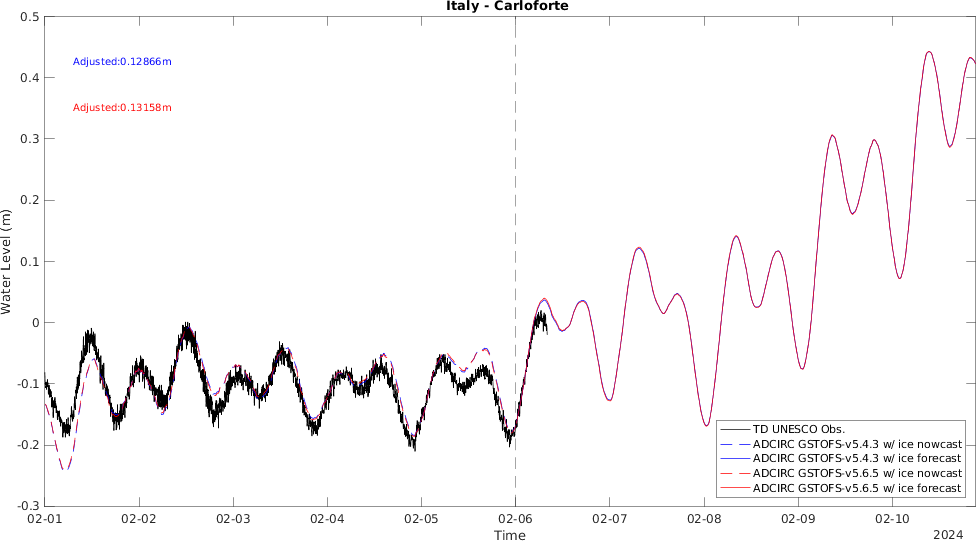 Italy - Carloforte
0.5
Adjusted:0.12866m
0.4
Adjusted:0.13158m
0.3
0.2
0.1
Water Level (m)
0
-0.1
-0.2
-0.3
TD UNESCO Obs.
ADCIRC GSTOFS-v5.4.3 w/ ice nowcast
ADCIRC GSTOFS-v5.4.3 w/ ice forecast
ADCIRC GSTOFS-v5.6.5 w/ ice nowcast
ADCIRC GSTOFS-v5.6.5 w/ ice forecast
02-01 02-02 02-03 02-04 02-05 02-06 02-07 02-08 02-09 02-10
Time
2024